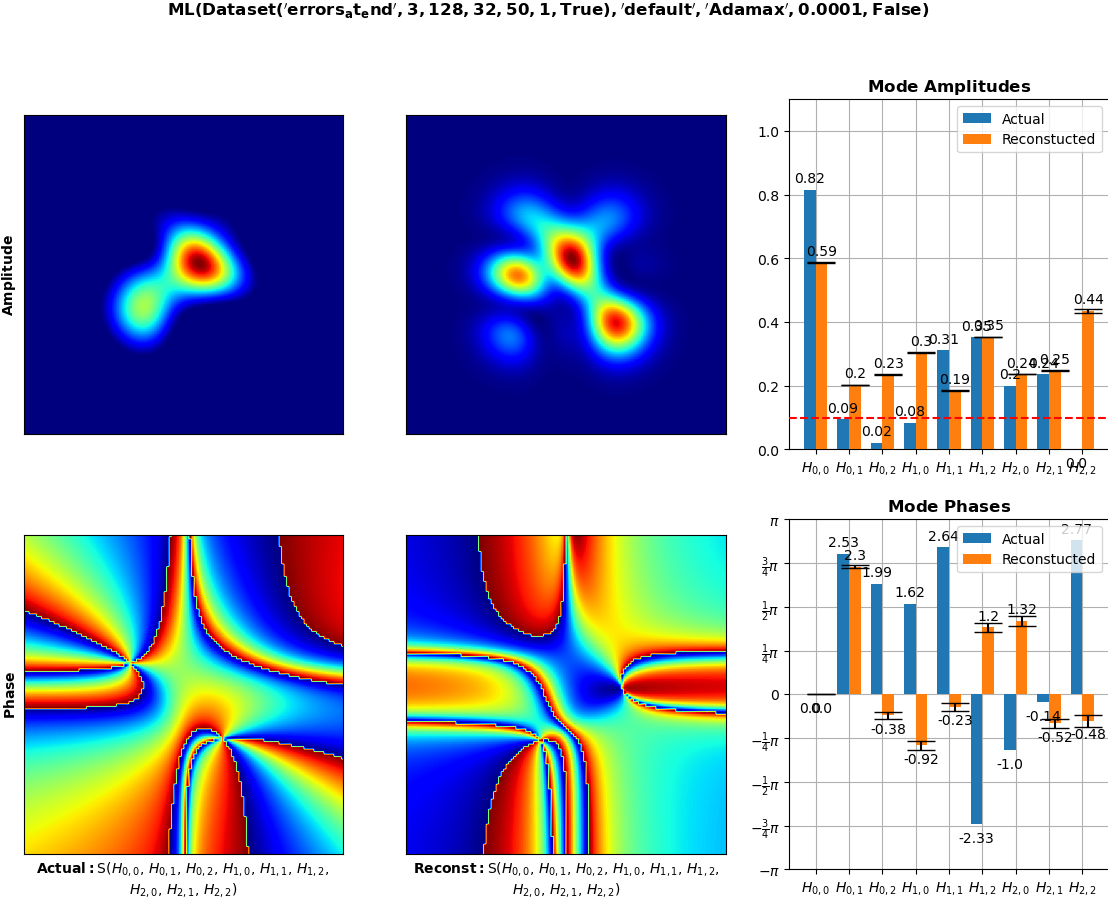 ML(Dataset('errors_at_end', 3, 128, 32, 50, 1, True), 'default', 'Adamax', 0.0001, False)
Amplitude
Mode Amplitudes
Actual
Reconstucted
1.0
0.8
0.6
0.4
0.2
0.0
0.82
0.59
0.09
0.2
0.02
0.23
0.08
0.3
0.31
0.19
0.35
0.35
0.2
0.24
0.24
0.25
0.0
0.44
H0,0 H0,1 H0,2 H1,0 H1,1 H1,2 H2,0 H2,1 H2,2
Phase
Actual: S(H0,0, H0,1, H0,2, H1,0, H1,1, H1,2,
H2,0, H2,1, H2,2)
Reconst: S(H0,0, H0,1, H0,2, H1,0, H1,1, H1,2,
H2,0, H2,1, H2,2)
Mode Phases
Actual
Reconstucted
π
3/4π
1/2π
1/4π
0
−1/4π
−1/2π
−3/4π
−π
0.0
0.0
2.53
2.3
1.99
-0.38
1.62
-0.92
2.64
-0.23
-2.33
1.2
-1.0
1.32
-0.14
-0.52
2.77
-0.48
H0,0 H0,1 H0,2 H1,0 H1,1 H1,2 H2,0 H2,1 H2,2